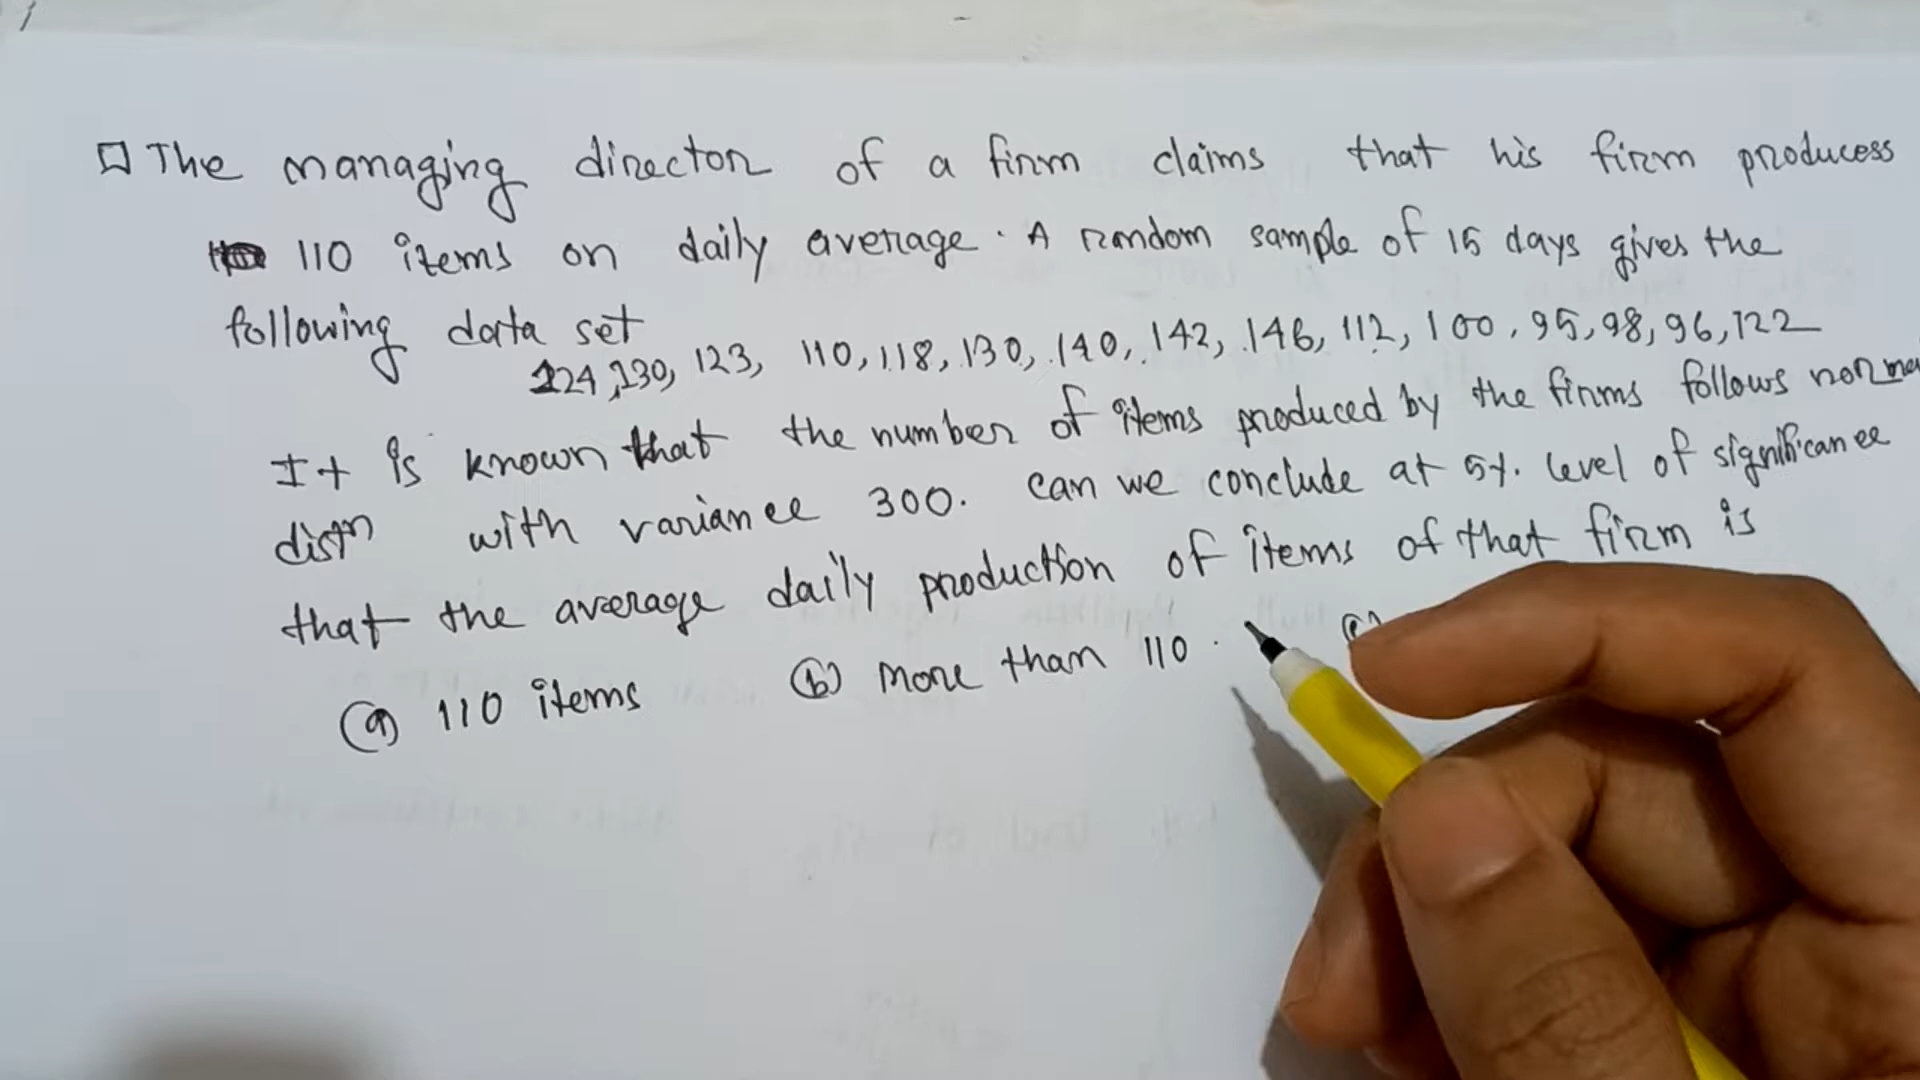 The managing director of a firm claims that his firm producess
110 items on daily average. A random sample of 15 days gives the
following data set
124, 130, 123, 110, 118, 130, 140, 142, 146, 112, 100, 95, 98, 96, 122
It is known that the number of items produced by the firms follows
distn with variance 300. can we conclude at 5%. level of significance
that the average daily production of items of that firm is
(a) 110 items (b) more than 110. (c)